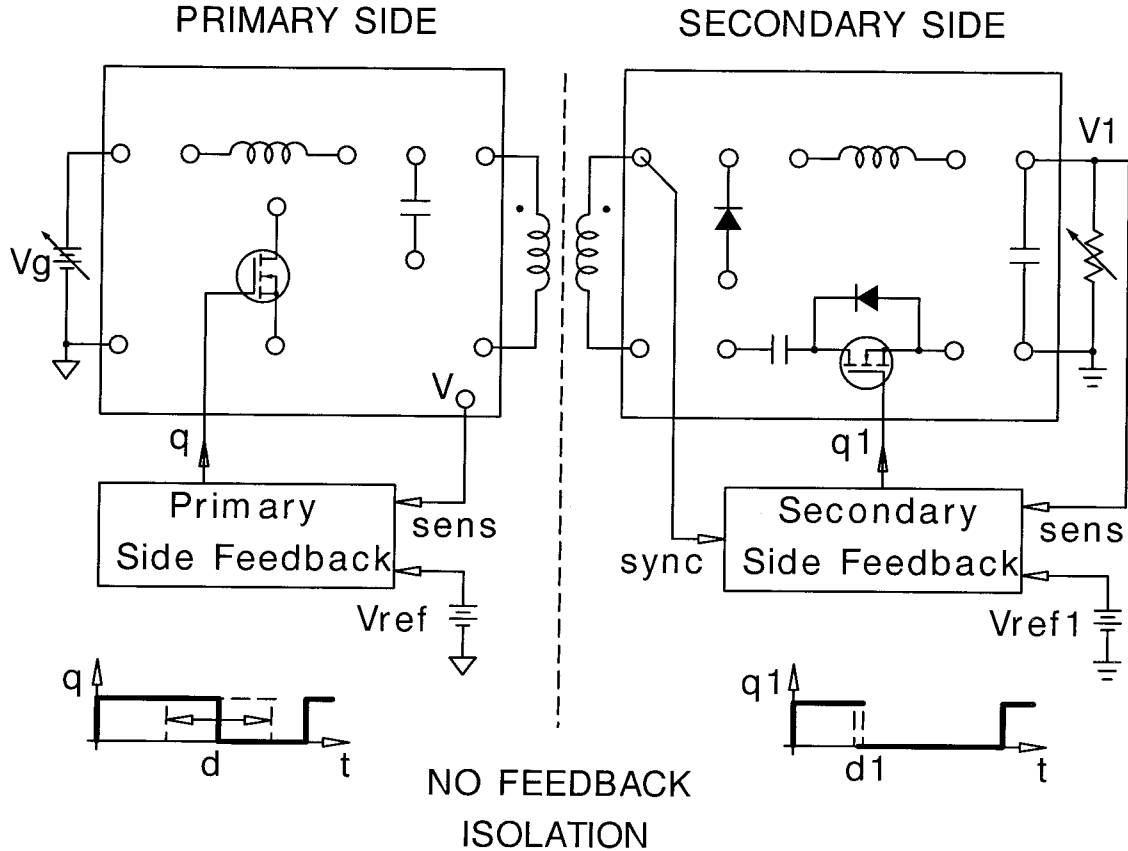 PRIMARY SIDE
SECONDARY SIDE
V1
Vg
V
q
q1
Primary
Side Feedback
sens
Secondary
Side Feedback
sens
sync
Vref
Vref1
q
d
t
q1
d1
t
NO FEEDBACK
ISOLATION